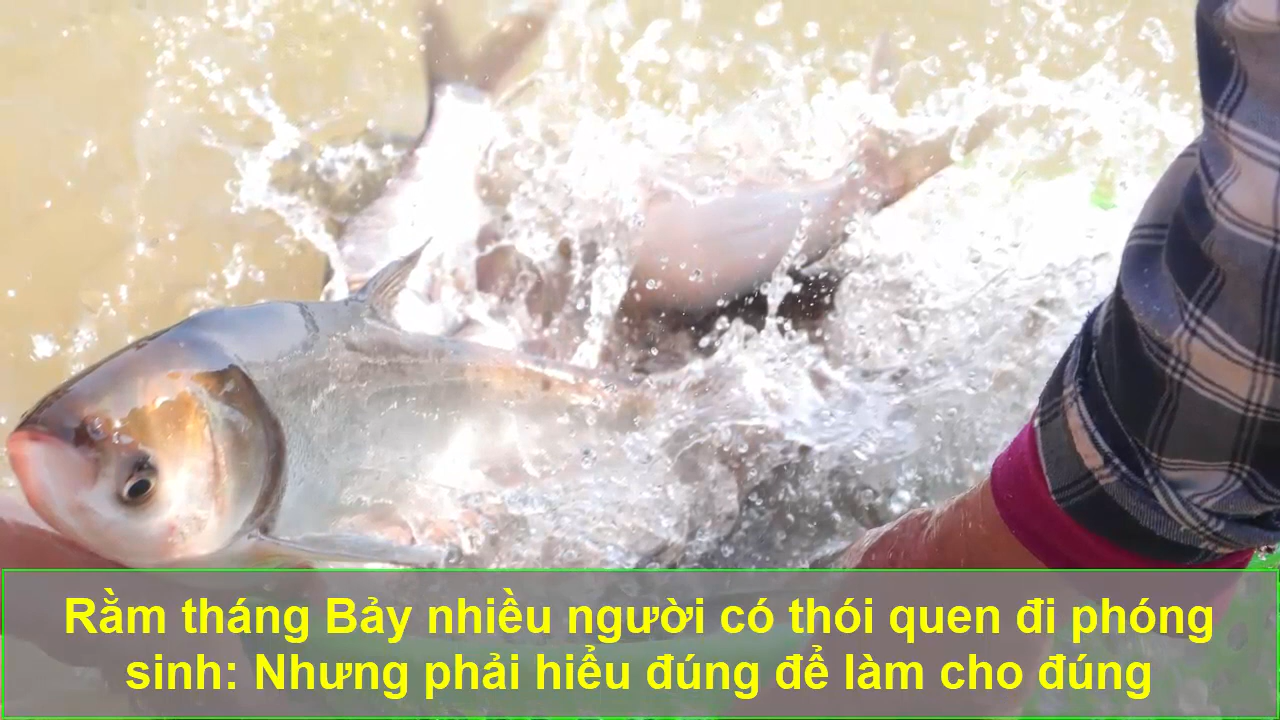 Rằm tháng Bảy nhiều người có thói quen đi phóng
sinh: Nhưng phải hiểu đúng để làm cho đúng